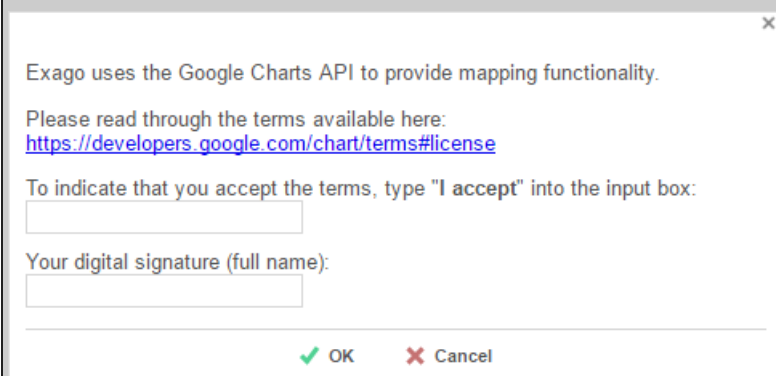 Exago uses the Google Charts API to provide mapping functionality.
Please read through the terms available here:
https://developers.google.com/chart/terms#license
To indicate that you accept the terms, type "I accept" into the input box:
Your digital signature (full name):
OK Cancel